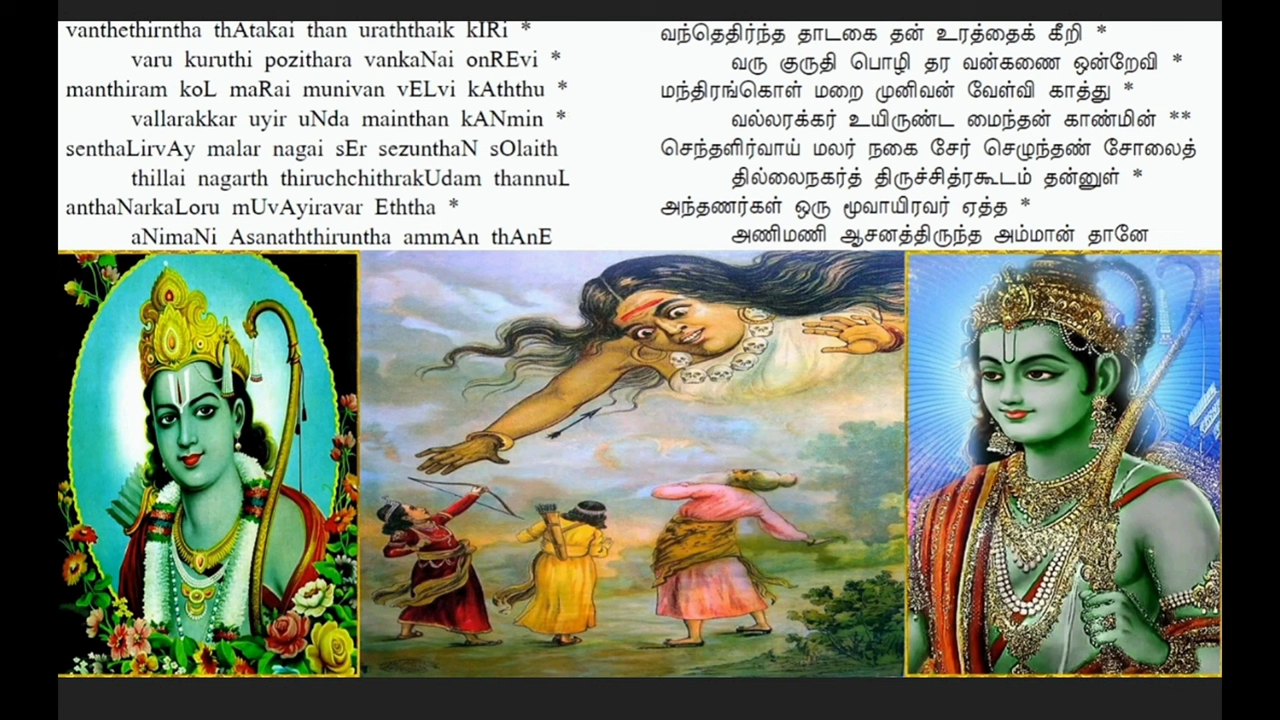 vanthethirntha thAtakai than uraththaik kIRi *
varu kuruthi pozithara vankaNai onREvi *
manthiram koL maRai munivan vELvi kAththu *
vallarakkar uyir uNda mainthan kANmin *
senthaLirvAy malar nagai sEr sezunthaN sOlaith
thillai nagarth thiruchchithrakUdam thannuL
anthaNarkaLoru mUvAyiravar Eththa *
aNimaNi Asanaththiruntha ammAn thAnE
வந்தெதிர்ந்த தாடகை தன் உரத்தைக் கீறி *
வரு குருதி பொழி தர வன்கணை ஒன்றேவி *
மந்திரங்கொள் மறை முனிவன் வேள்வி காத்து *
வல்லரக்கர் உயிருண்ட மைந்தன் காண்மின் **
செந்தளிர்வாய் மலர் நகை சேர் செழுந்தண் சோலைத்
தில்லைநகர்த் திருச்சித்ரகூடம் தன்னுள் *
அந்தணர்கள் ஒரு மூவாயிரவர் ஏத்த *
அணிமணி ஆசனத்திருந்த அம்மான் தானே